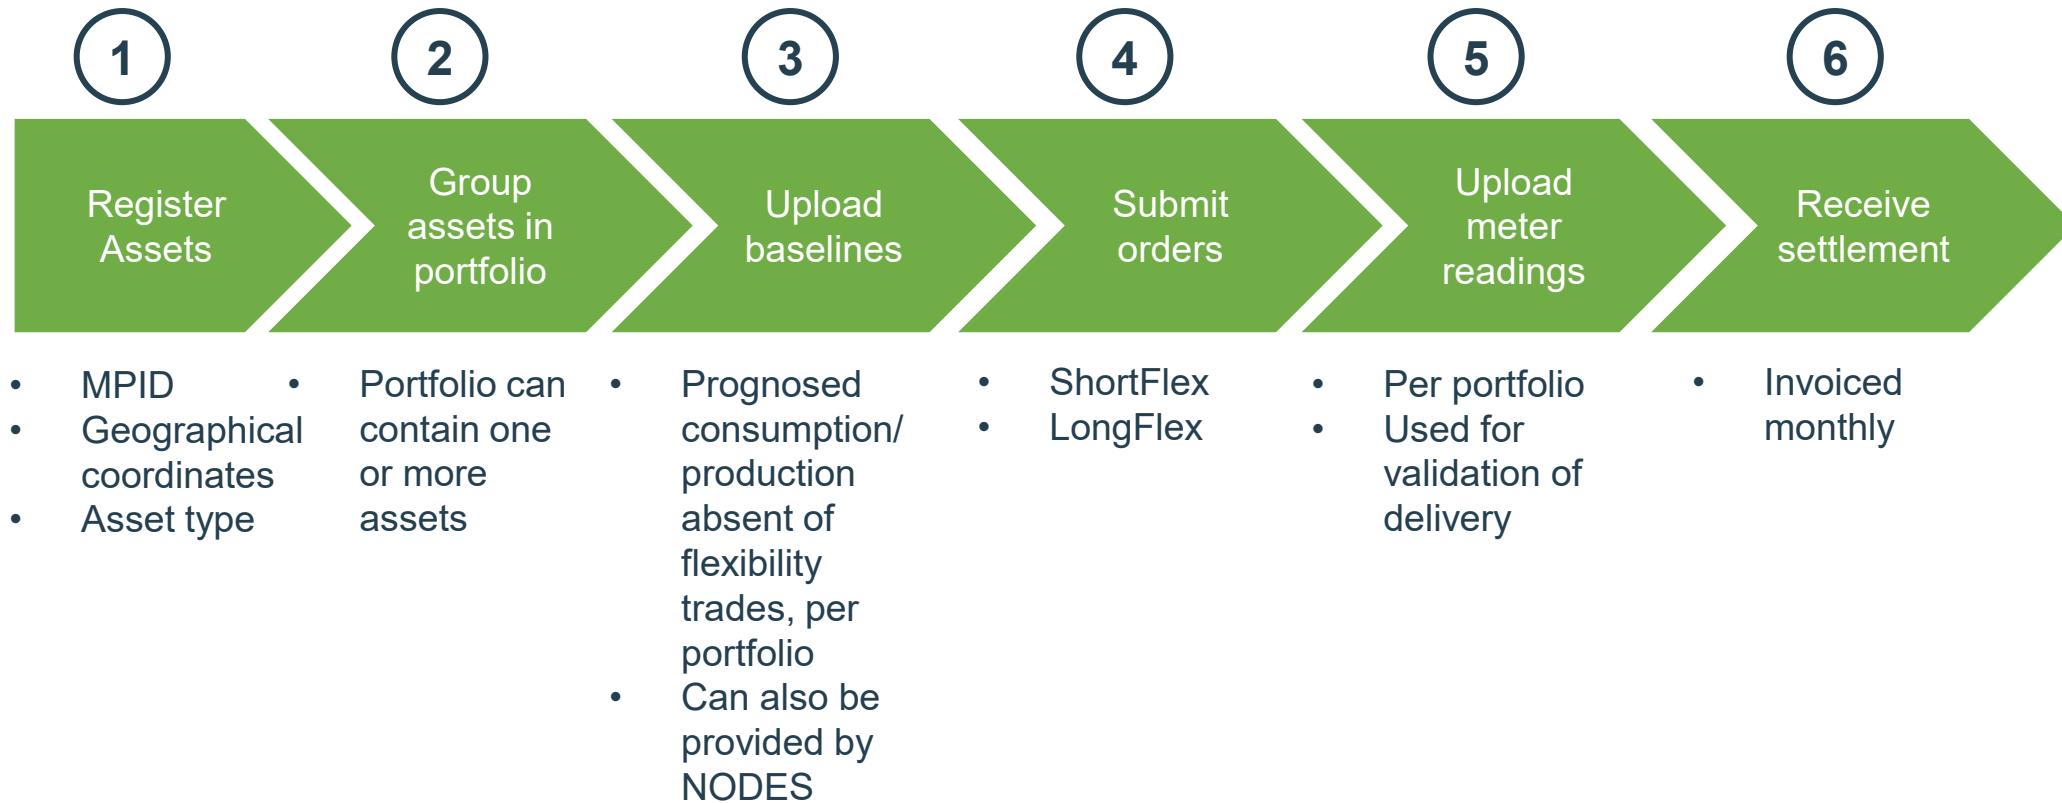 1
2
3
4
5
6
Register
Assets
Group
assets in
portfolio
Upload
baselines
Submit
orders
Upload
meter
readings
Receive
settlement
• MPID
• Geographical
coordinates
• Asset type
• Portfolio can
contain one
or more
assets
• Prognosed
consumption/
production
absent of
flexibility
trades, per
portfolio
• Can also be
provided by
NODES
• ShortFlex
• LongFlex
• Per portfolio
• Used for
validation of
delivery
• Invoiced
monthly